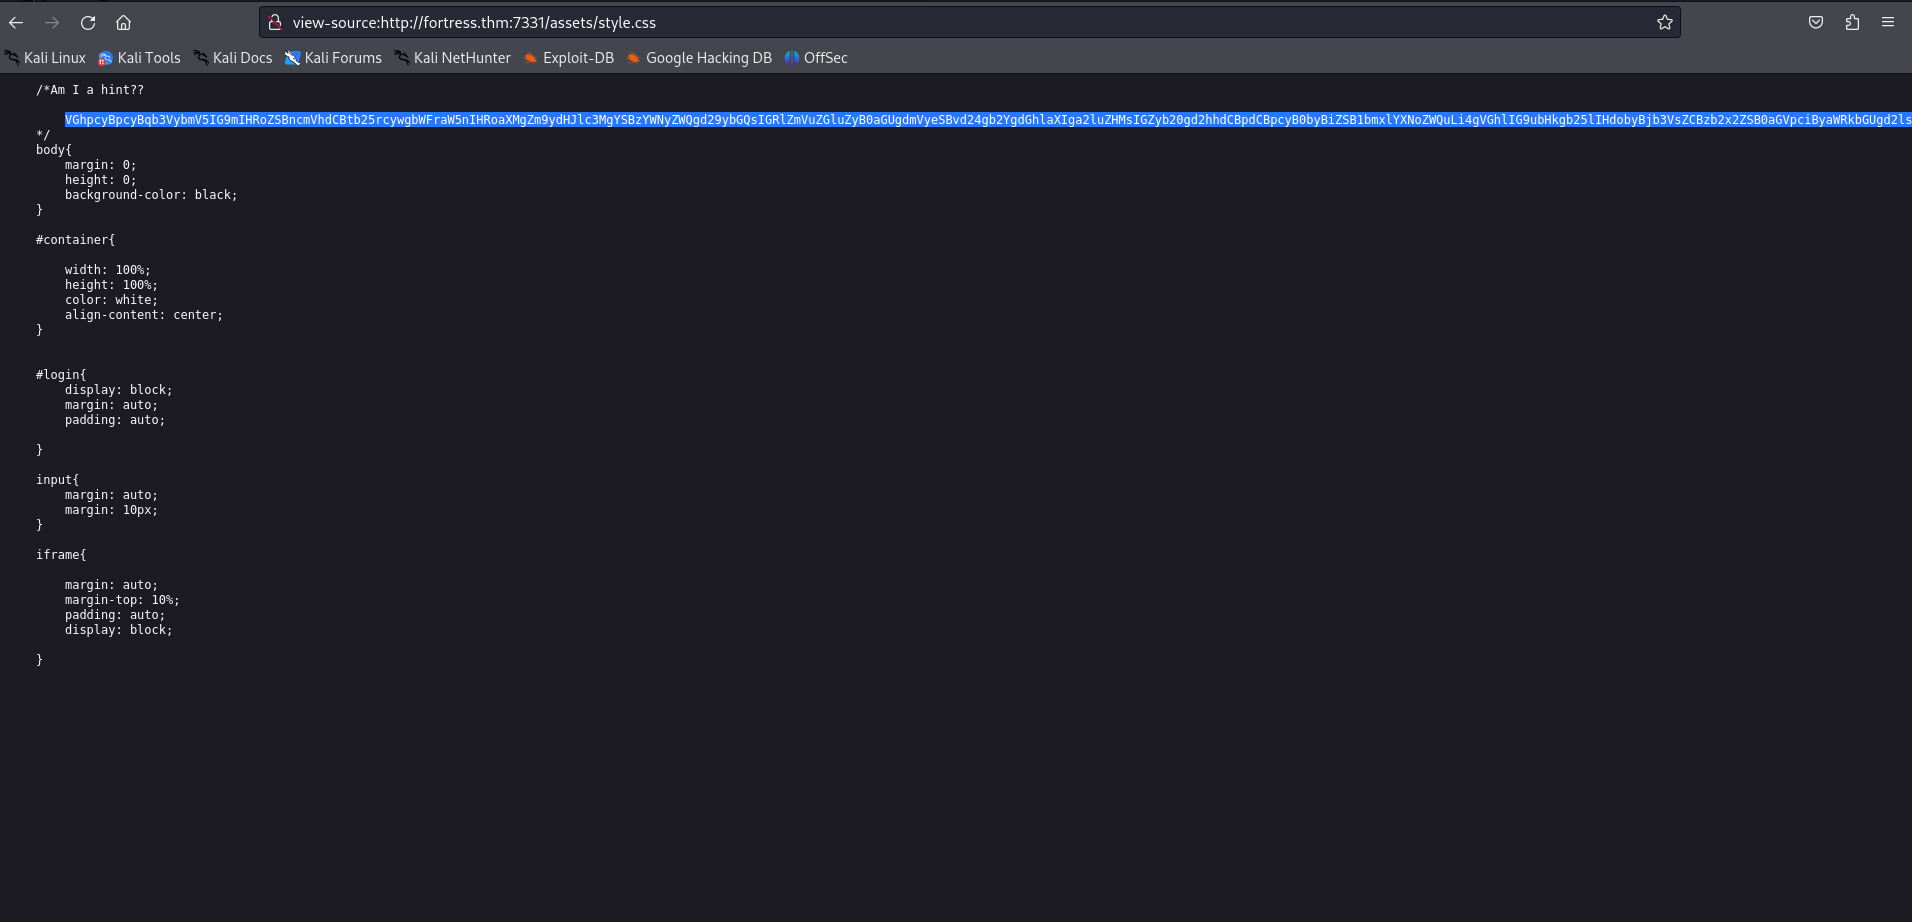 view-source:http://fortress.thm:7331/assets/style.css
Kali Linux Kali Tools Kali Docs Kali Forums Kali NetHunter Exploit-DB Google Hacking DB OffSec
/*Am I a hint??
VGhpcyBpcyBqb3VybmV5IG9mIHRoZSBncmVhdCBtb25rcywgbWFraW5nIHRoaXMgZm9ydHJlc3MgYSBzYWNyZWQgd29ybGQsIGRlZmVuZGluZyB0aGUgdmVyeSBvd24gb2YgdGhlaXIga2luZHMsIGZyb20gd2hhdCBpdCBpcyB0byBiZSB1bmxlYXNoZWQuLi4gVGhlIG9ubHkgb25lIHdobyBjb3VsZCBzb2x2ZSB0aGVpciByaWRkbGUgd2ls
*/
body{
margin: 0;
height: 0;
background-color: black;
}
#container{
width: 100%;
height: 100%;
color: white;
align-content: center;
}
#login{
display: block;
margin: auto;
padding: auto;
}
input{
margin: auto;
margin: 10px;
}
iframe{
margin: auto;
margin-top: 10%;
padding: auto;
display: block;
}